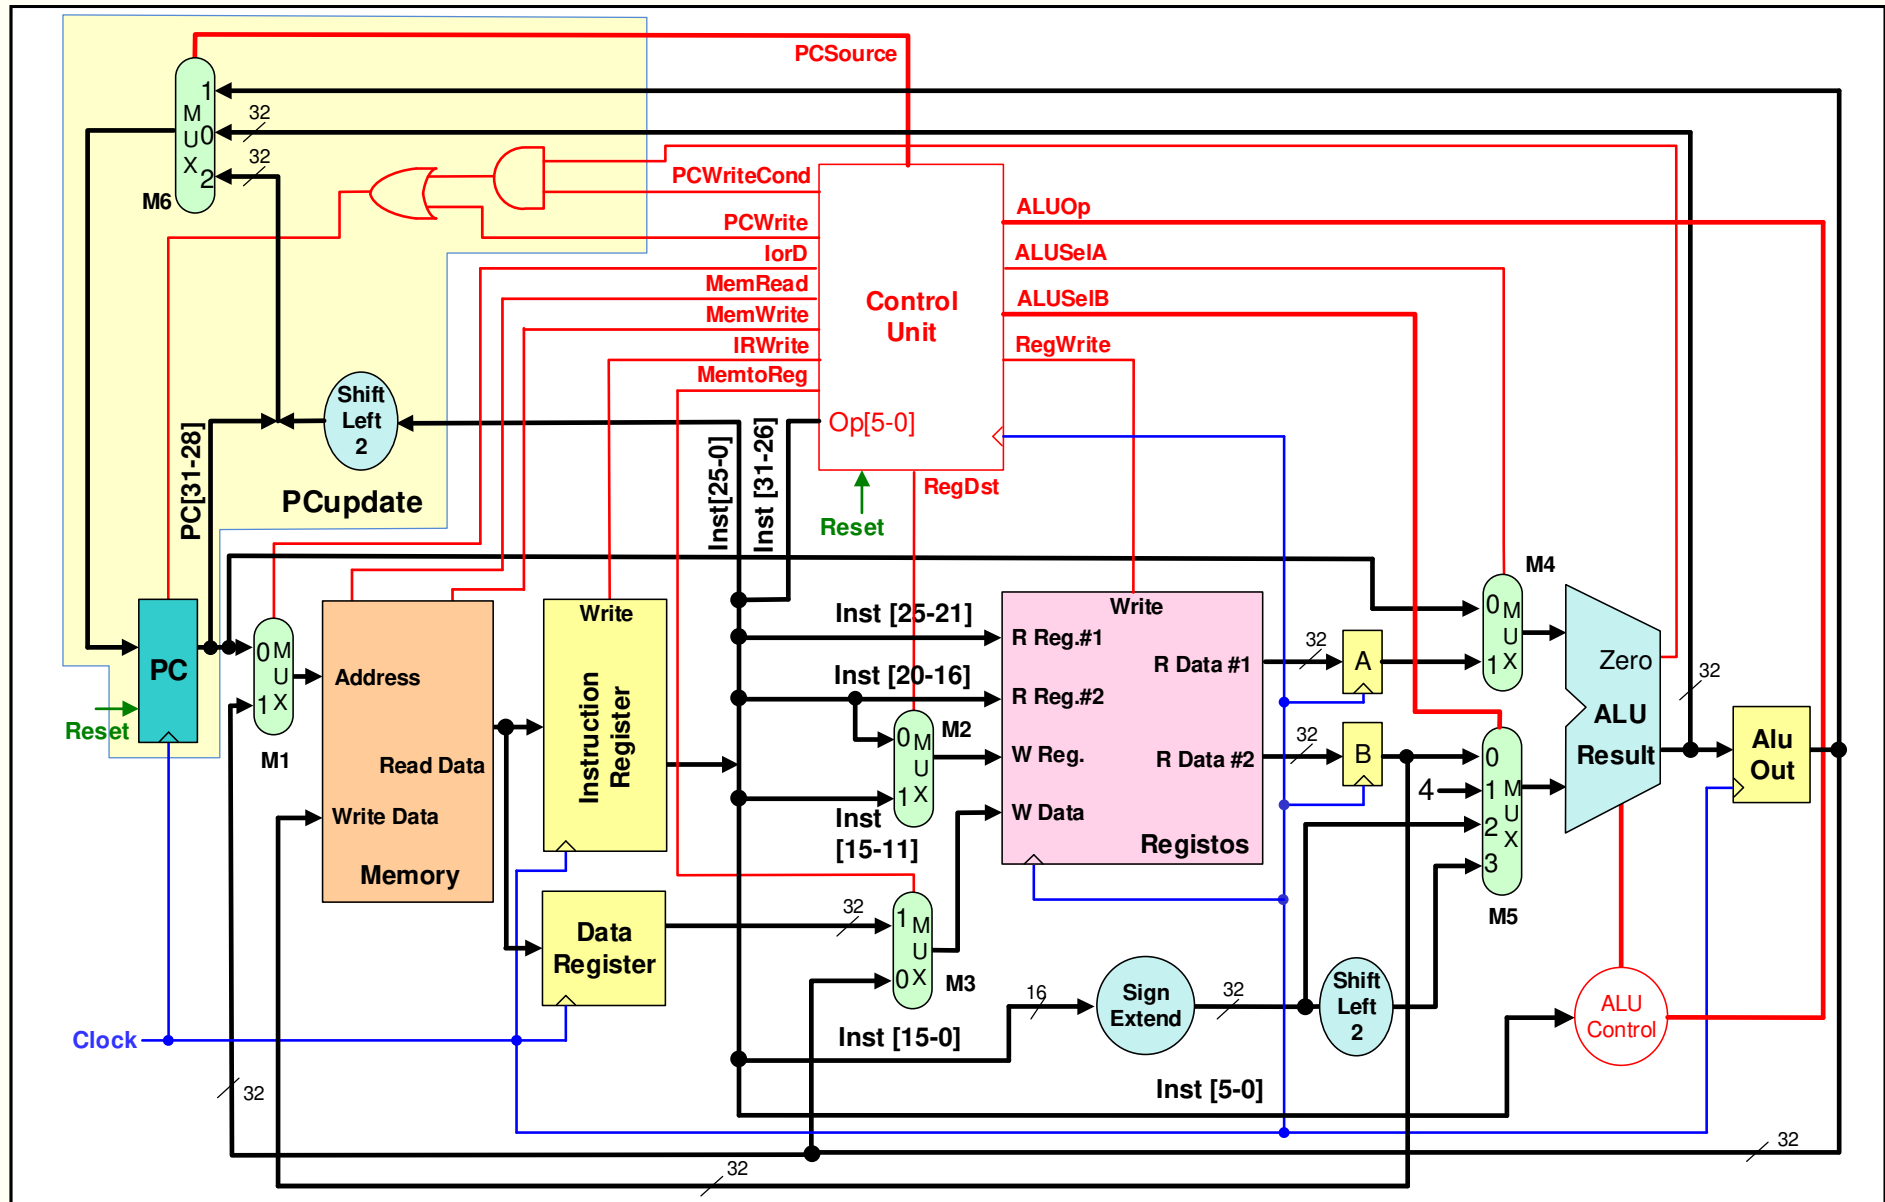 PCSource
1
M
U
0
X
2
M6
32
32
PCWriteCond
PCWrite
IorD
MemRead
MemWrite
IRWrite
MemtoReg
Op[5-0]
Control
Unit
ALUOp
ALUSelA
ALUSelB
RegWrite
RegDst
Reset
Shift
Left
2
PCupdate
PC[31-28]
Inst[25-0]
Inst [31-26]
PC
Reset
0
M
U
1
X
M1
Address
Read Data
Write Data
Memory
Write
Instruction
Register
Data
Register
Inst [25-21]
Inst [20-16]
Inst
[15-11]
0
M
U
1
X
M2
32
1
M
U
0
X
M3
Write
R Reg.#1
R Reg.#2
W Reg.
W Data
R Data #1
R Data #2
Registos
32
A
32
B
M4
0
M
U
1
X
0
4
1
M
U
2
X
3
M5
Zero
ALU
Result
32
Alu
Out
16
Sign
Extend
32
Shift
Left
2
ALU
Control
Inst [15-0]
Inst [5-0]
Clock
32
32
32